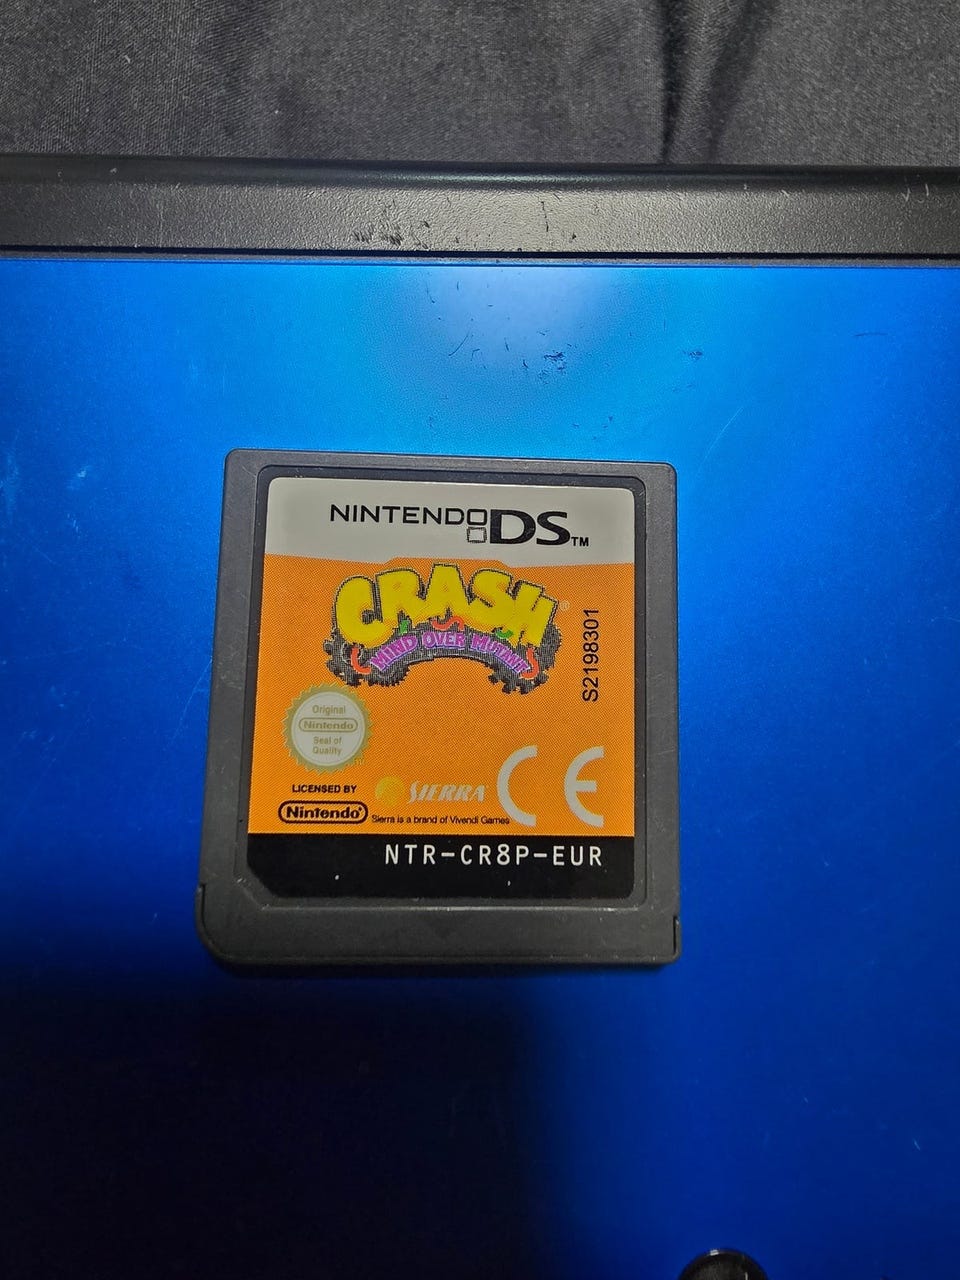 NINTENDO DS™
CRASH®
MIND OVER MUTANT
S2198301
Original
Nintendo
Seal of
Quality
LICENSED BY
Nintendo®
SIERRA
Sierra is a brand of Vivendi Games
CE
NTR-CR8P-EUR